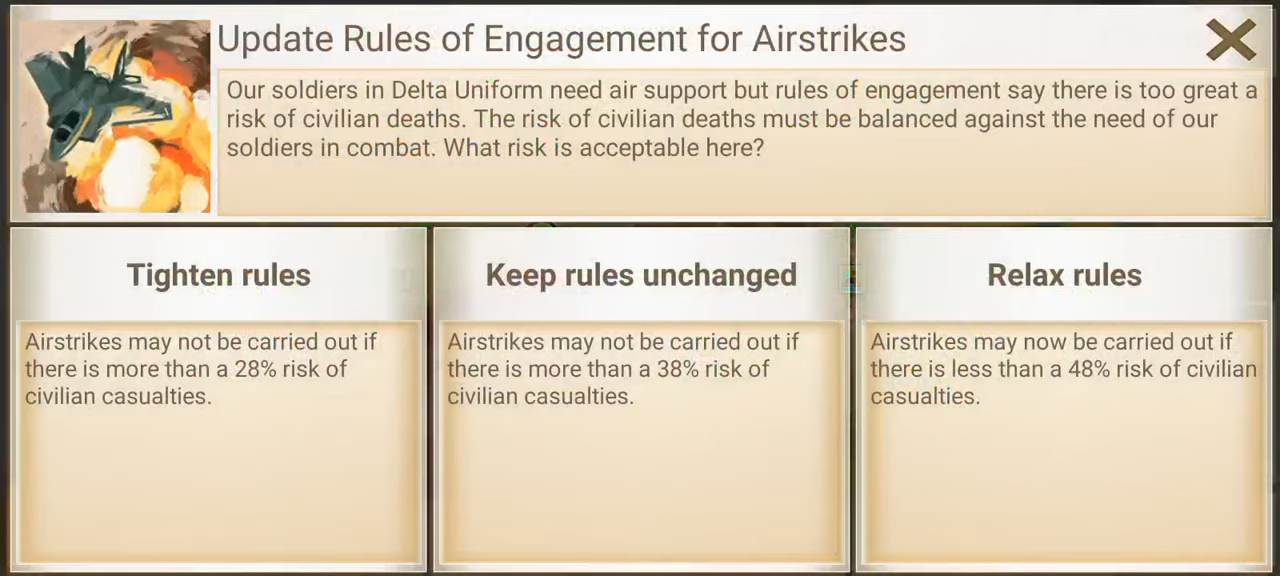 Update Rules of Engagement for Airstrikes
Our soldiers in Delta Uniform need air support but rules of engagement say there is too great a
risk of civilian deaths. The risk of civilian deaths must be balanced against the need of our
soldiers in combat. What risk is acceptable here?
Tighten rules
Airstrikes may not be carried out if
there is more than a 28% risk of
civilian casualties.
Keep rules unchanged
Airstrikes may not be carried out if
there is more than a 38% risk of
civilian casualties.
Relax rules
Airstrikes may now be carried out if
there is less than a 48% risk of civilian
casualties.